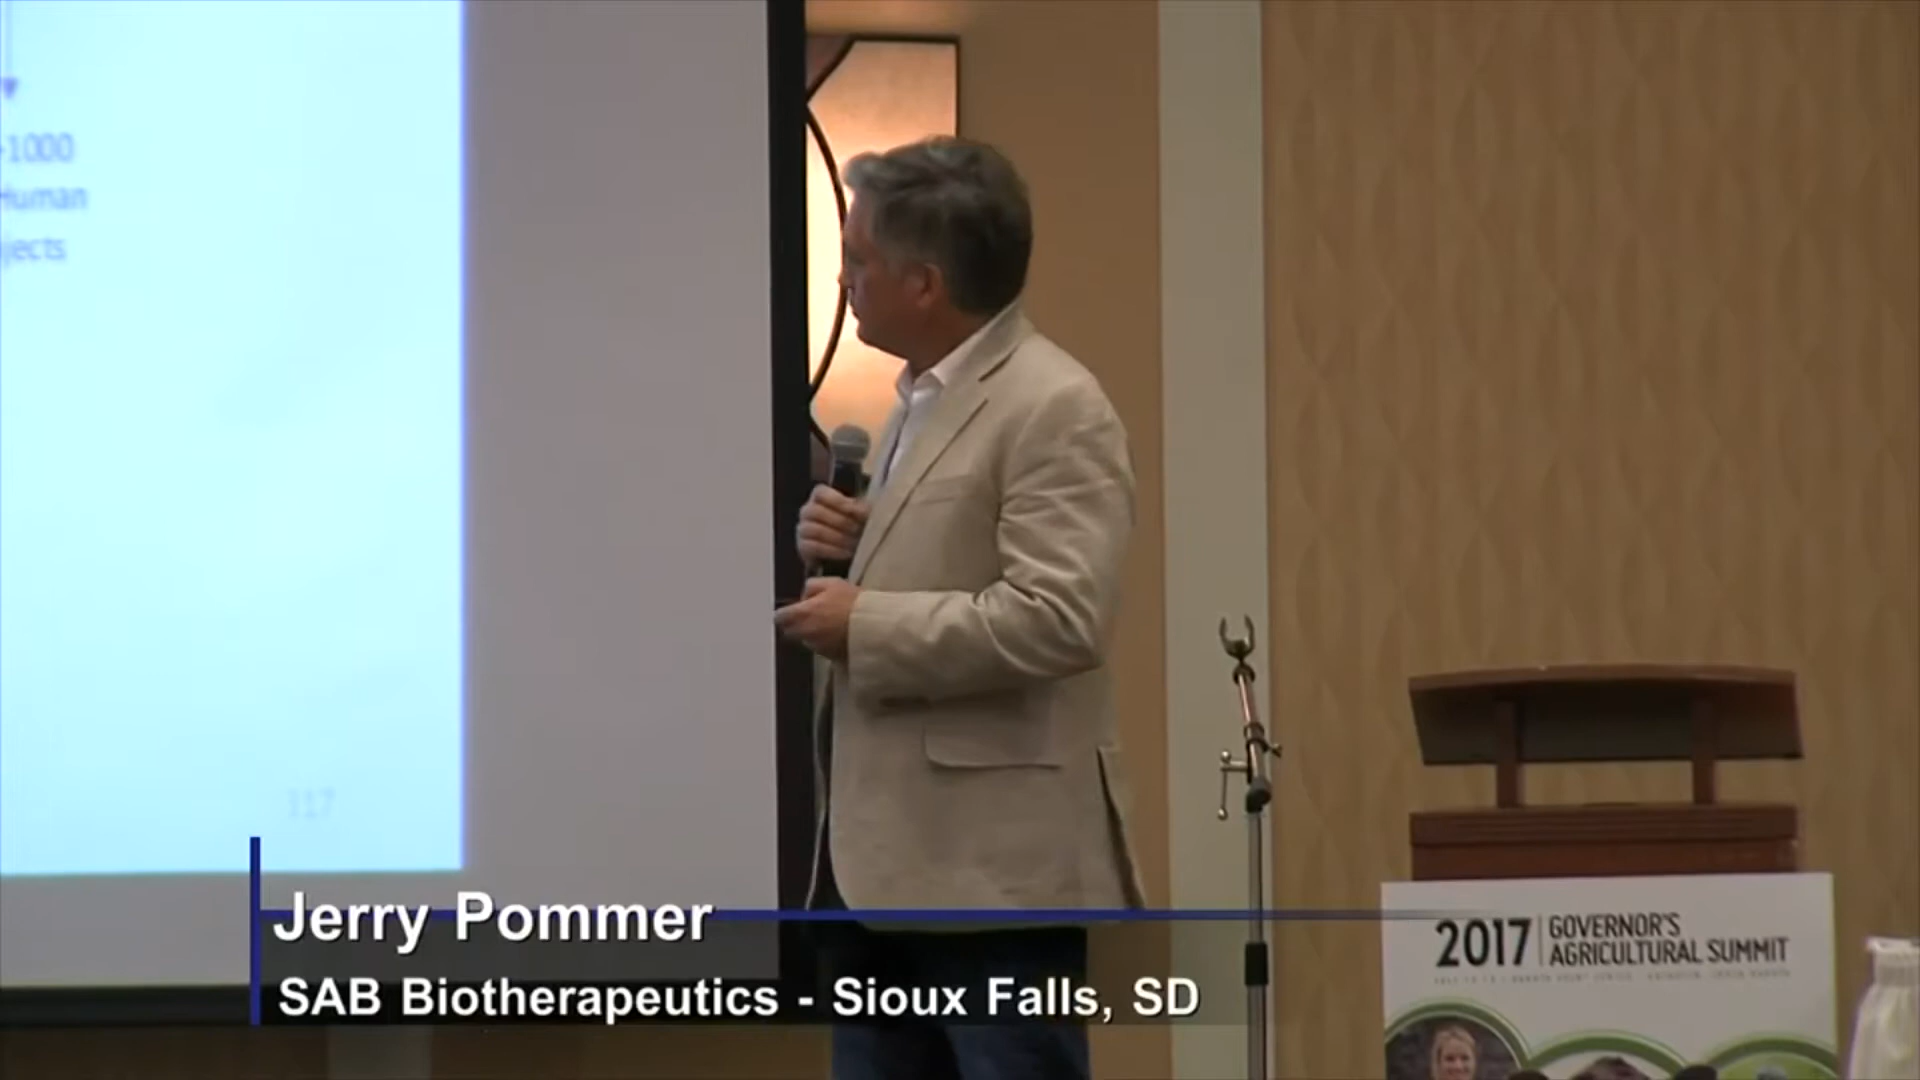 1000
Human
jects
117
Jerry Pommer
SAB Biotherapeutics - Sioux Falls, SD
2017
GOVERNOR'S
AGRICULTURAL SUMMIT